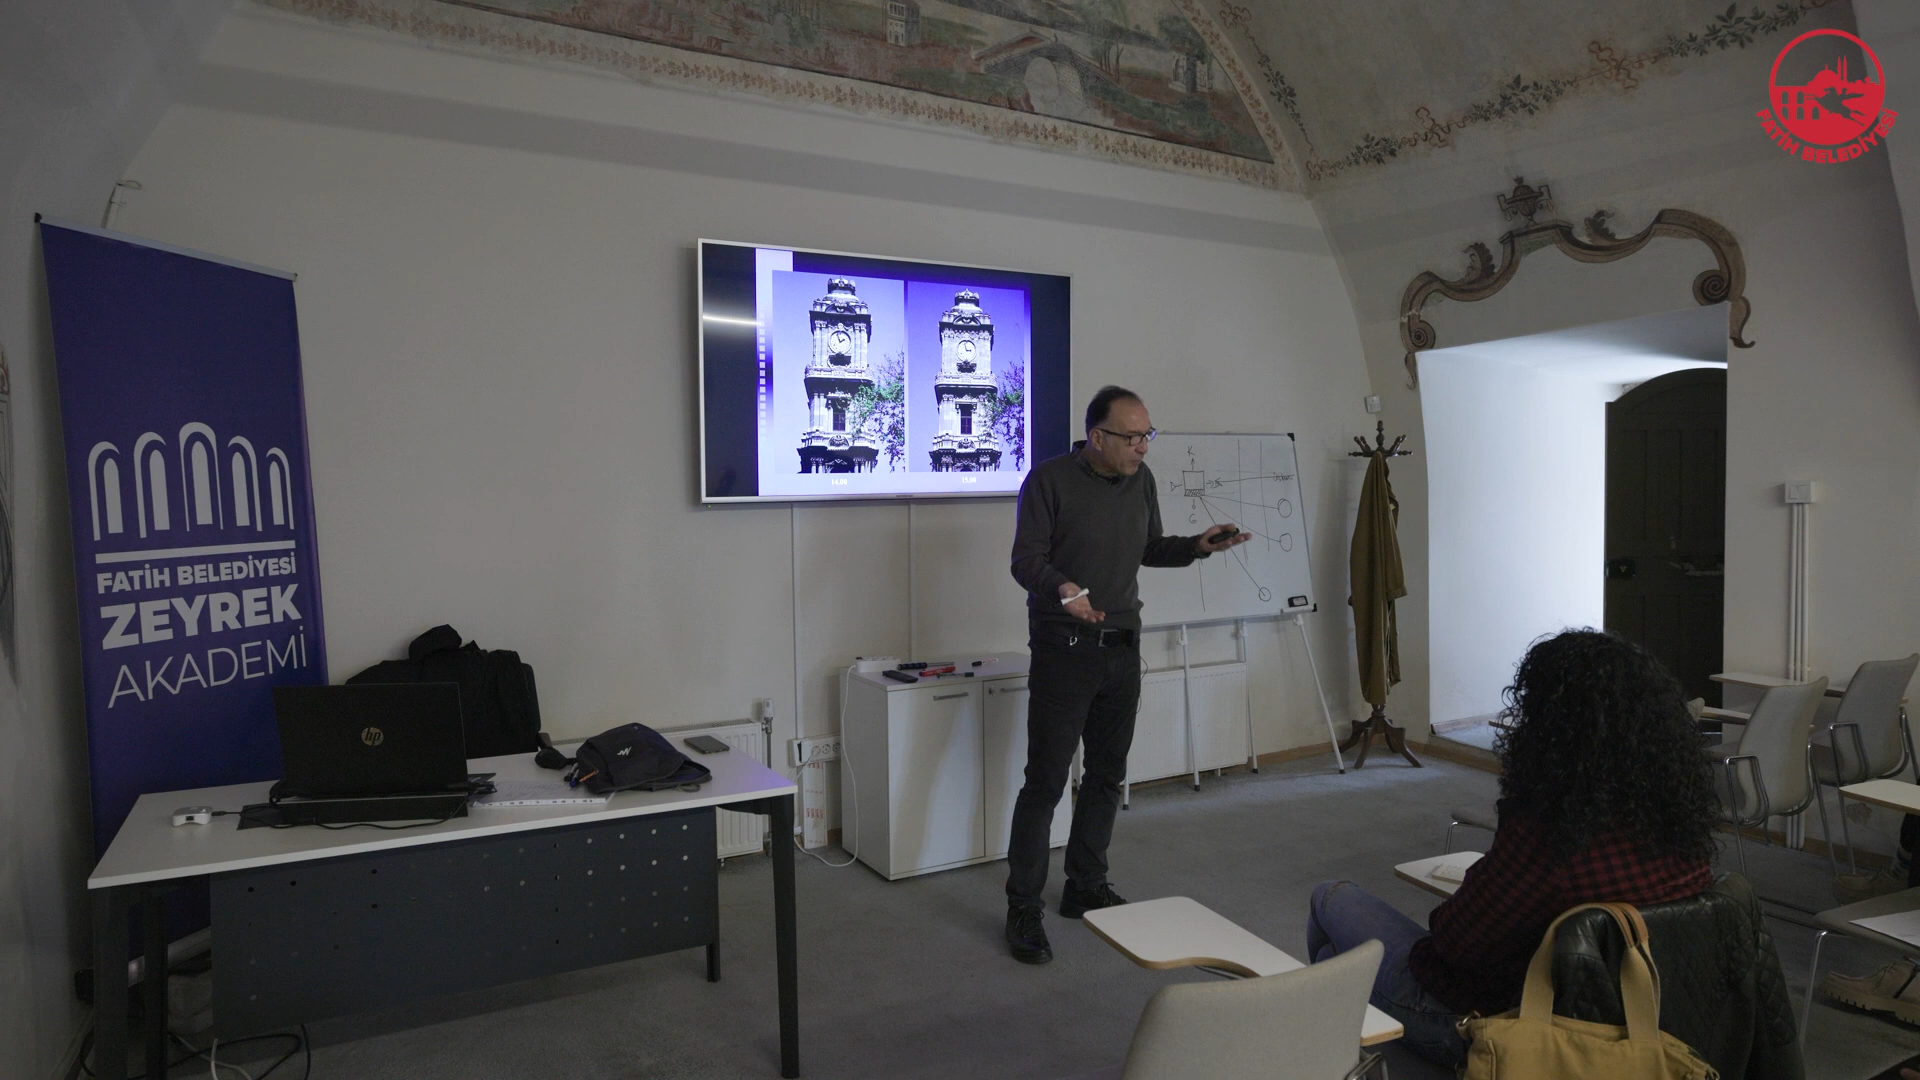 FATİH BELEDİYESİ
FATİH BELEDİYESİ
ZEYREK
AKADEMİ
hp
14.00
15.00
K
G